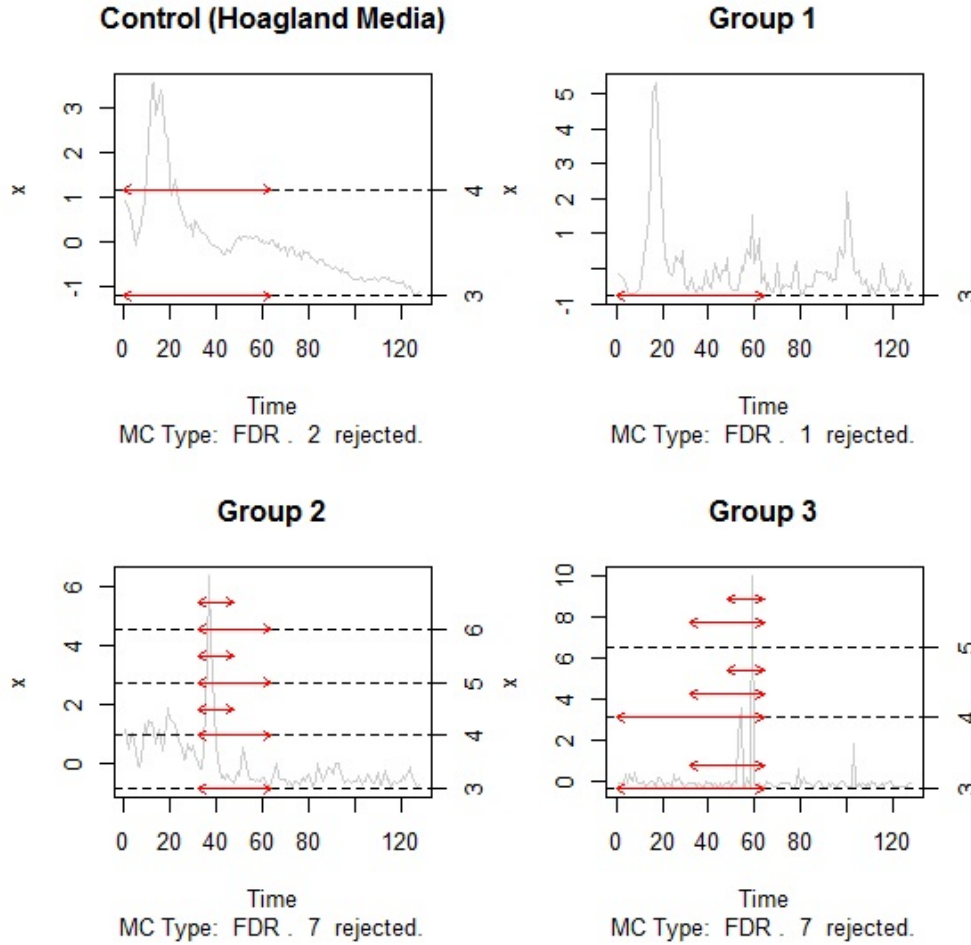 Control (Hoagland Media)
Group 1
x
3
2
1
0
-1
4
3
0 20 40 60 80 120
Time
MC Type: FDR . 2 rejected.
x
5
4
3
2
1
-1
3
0 20 40 60 80 120
Time
MC Type: FDR . 1 rejected.
Group 2
Group 3
x
6
4
2
0
6
5
4
3
0 20 40 60 80 120
Time
MC Type: FDR . 7 rejected.
x
10
8
6
4
2
0
5
4
3
0 20 40 60 80 120
Time
MC Type: FDR . 7 rejected.